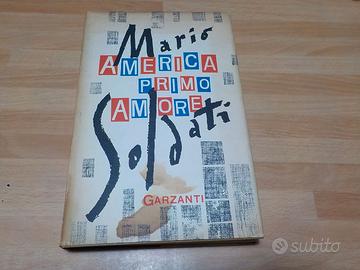 Mario
AMERICA
PRIMO
AMORE
Soldati
GARZANTI
subito